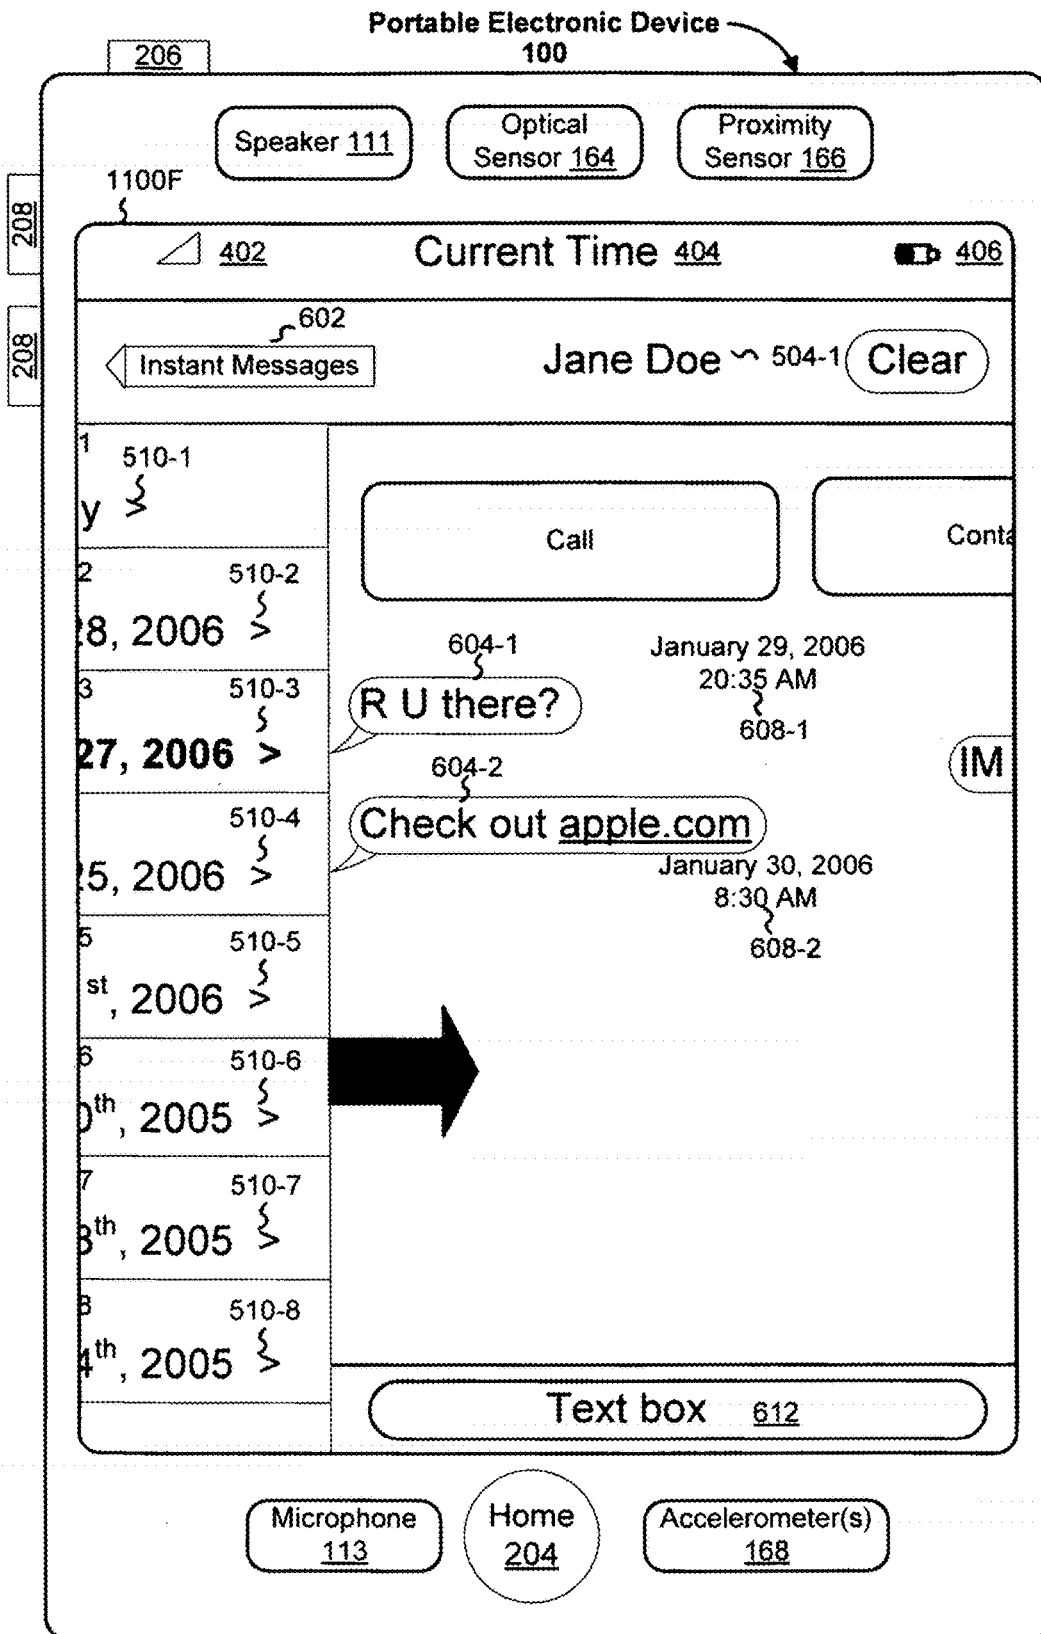 Portable Electronic Device
100
206
Speaker 111
Optical
Sensor 164
Proximity
Sensor 166
208
208
1100F
402
Current Time 404
406
602
Instant Messages
Jane Doe
504-1
Clear
1
510-1
y >
2
510-2
28, 2006 >
3
510-3
27, 2006 >
510-4
25, 2006 >
5
510-5
st, 2006 >
6
510-6
0th, 2005 >
7
510-7
8th, 2005 >
8
510-8
4th, 2005 >
Call
Conta
604-1
R U there?
January 29, 2006
20:35 AM
608-1
IM
604-2
Check out apple.com
January 30, 2006
8:30 AM
608-2
Text box 612
Microphone
113
Home
204
Accelerometer(s)
168